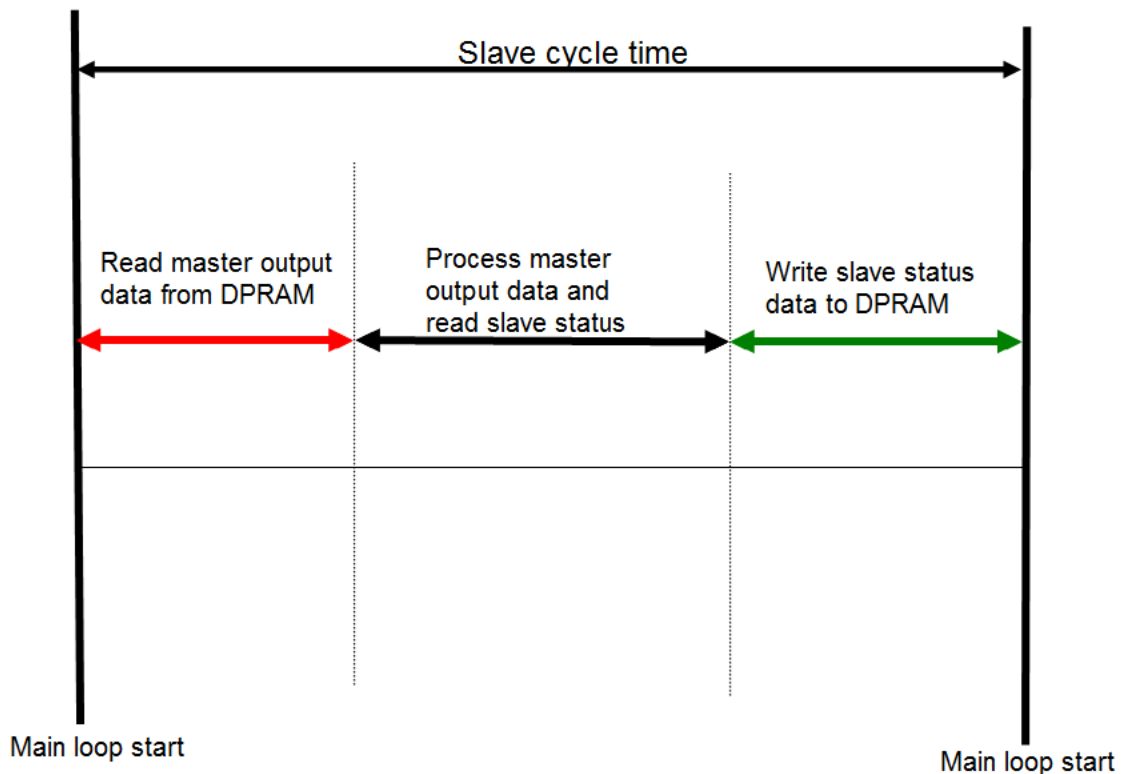 Slave cycle time
Read master output
data from DPRAM
Process master
output data and
read slave status
Write slave status
data to DPRAM
Main loop start
Main loop start